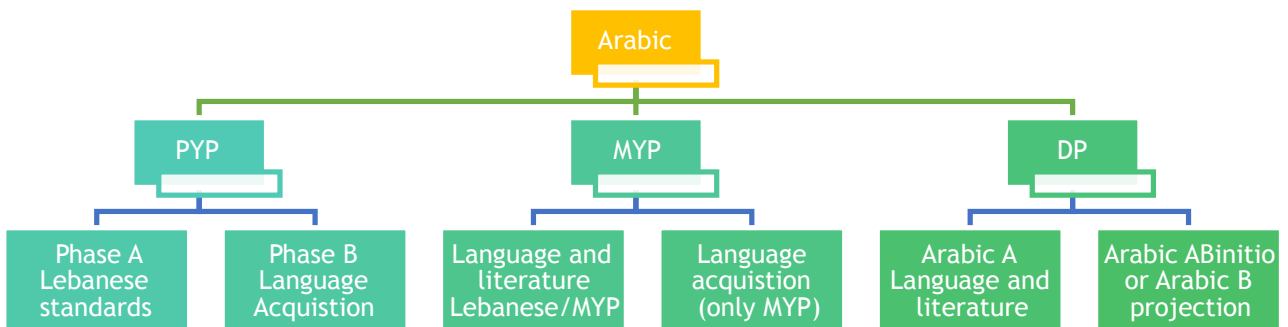 Arabic
PYP
MYP
DP
Phase A
Lebanese
standards
Phase B
Language
Acquistion
Language and
literature
Lebanese/MYP
Language
acquistion
(only MYP)
Arabic A
Language and
literature
Arabic ABinitio
or Arabic B
projection